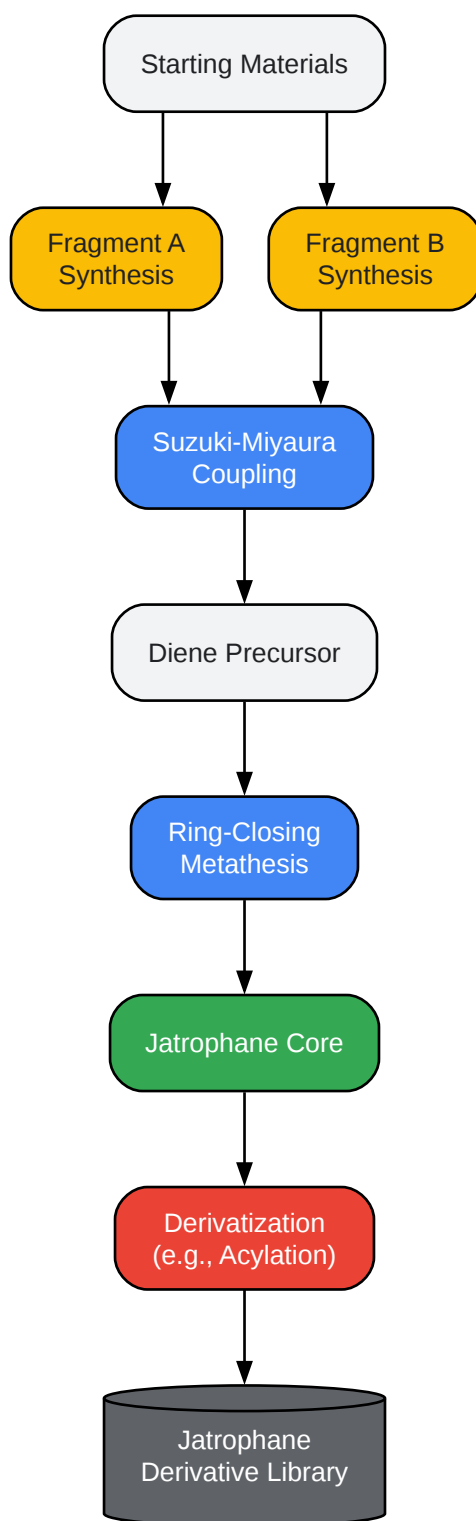 Starting Materials
Fragment A
Synthesis
Fragment B
Synthesis
Suzuki-Miyaura
Coupling
Diene Precursor
Ring-Closing
Metathesis
Jatrophane Core
Derivatization
(e.g., Acylation)
Jatrophane
Derivative Library